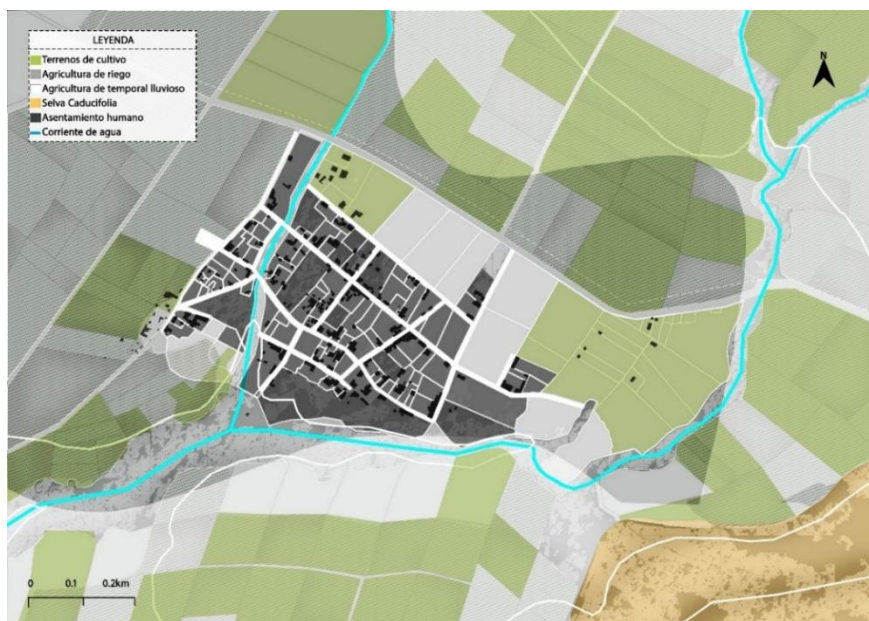 LEYENDA
Terrenos de cultivo
Agricultura de riego
Agricultura de temporal lluvioso
Selva Caducifolia
Asentamiento humano
Corriente de agua
N
0 0.1 0.2km